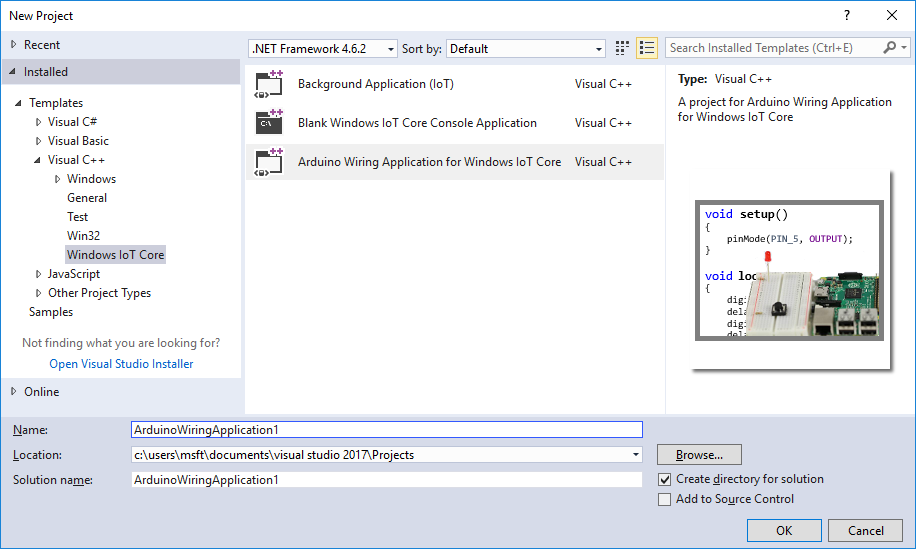 New Project
Recent
.NET Framework 4.6.2 Sort by: Default
Search Installed Templates (Ctrl+E)
Installed
Templates
Visual C#
Visual Basic
Visual C++
Windows
General
Test
Win32
Windows IoT Core
JavaScript
Other Project Types
Samples
Not finding what you are looking for?
Open Visual Studio Installer
Online
Background Application (IoT) Visual C++
C:\
Blank Windows IoT Core Console Application Visual C++
Arduino Wiring Application for Windows IoT Core Visual C++
Type: Visual C++
A project for Arduino Wiring Application
for Windows IoT Core
void setup()
{
pinMode(PIN_5, OUTPUT);
}
void loo
{
digi
dela
digi
dela
Name: ArduinoWiringApplication1
Location: c:\users\msft\documents\visual studio 2017\Projects
Browse...
Solution name: ArduinoWiringApplication1
Create directory for solution
Add to Source Control
OK
Cancel